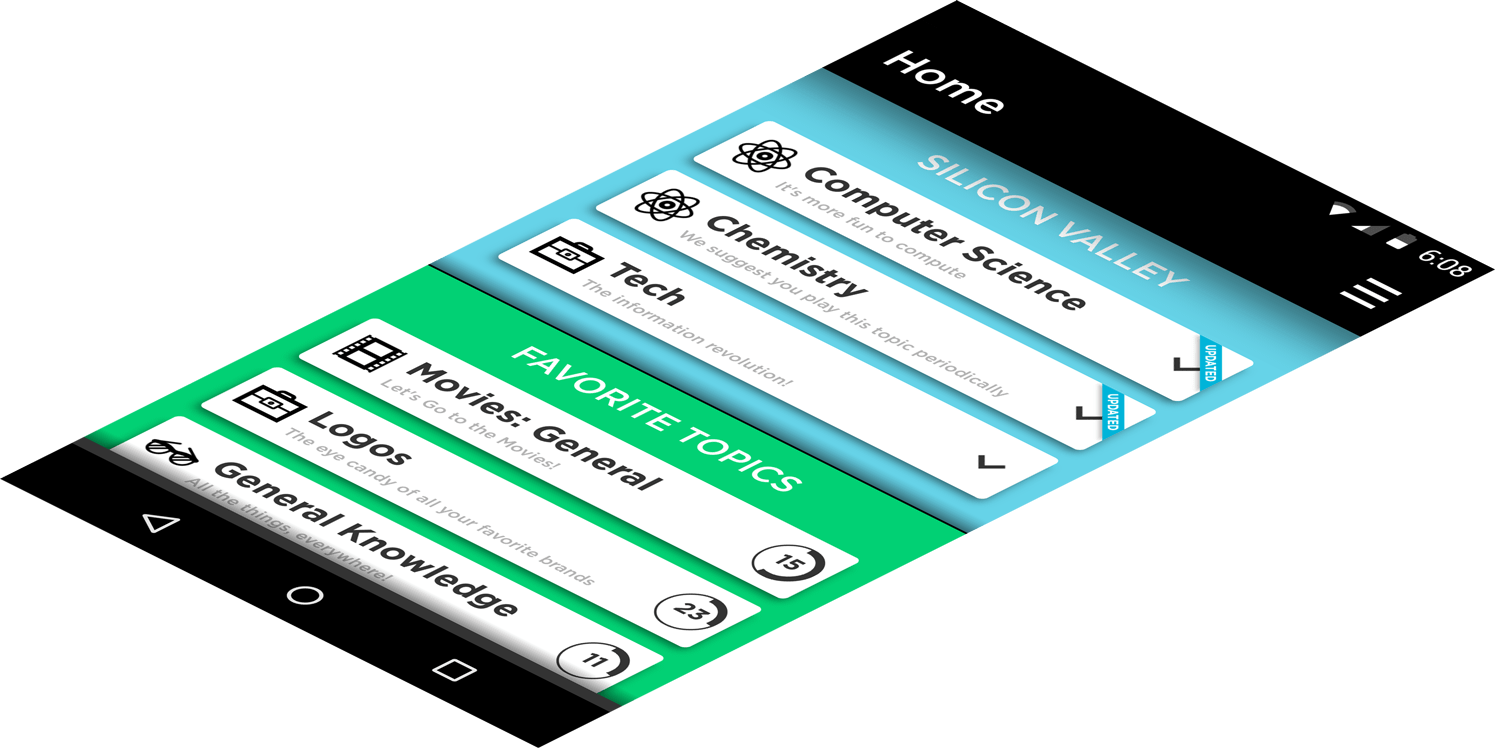 6:08
Home
SILICON VALLEY
Computer Science
It's more fun to compute
UPDATED
Chemistry
We suggest you play this topic periodically
UPDATED
Tech
The information revolution!
FAVORITE TOPICS
Movies: General
Let's Go to the Movies!
15
Logos
The eye candy of all your favorite brands
23
General Knowledge
All the things, everywhere!
11